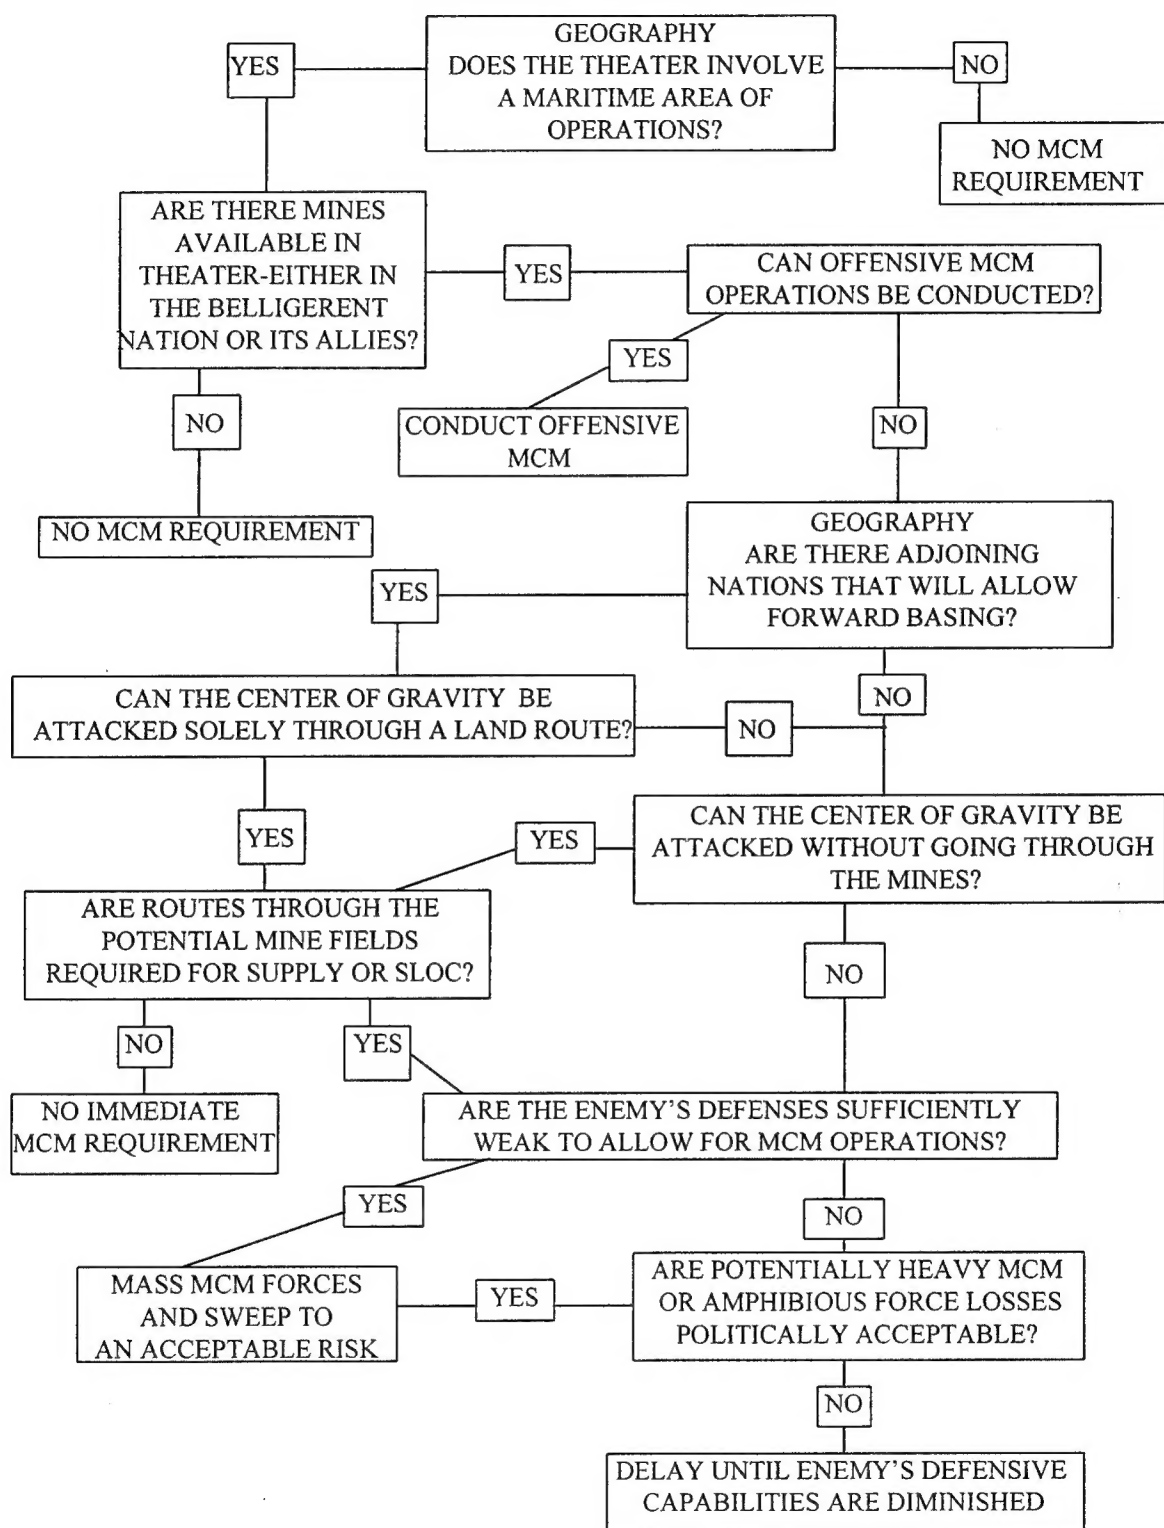 GEOGRAPHY
DOES THE THEATER INVOLVE
A MARITIME AREA OF
OPERATIONS?
YES
NO
NO MCM
REQUIREMENT
ARE THERE MINES
AVAILABLE IN
THEATER-EITHER IN
THE BELLIGERENT
NATION OR ITS ALLIES?
YES
CAN OFFENSIVE MCM
OPERATIONS BE CONDUCTED?
YES
CONDUCT OFFENSIVE
MCM
NO
NO
NO MCM REQUIREMENT
GEOGRAPHY
ARE THERE ADJOINING
NATIONS THAT WILL ALLOW
FORWARD BASING?
YES
NO
CAN THE CENTER OF GRAVITY BE
ATTACKED SOLELY THROUGH A LAND ROUTE?
NO
YES
CAN THE CENTER OF GRAVITY BE
ATTACKED WITHOUT GOING THROUGH
THE MINES?
YES
ARE ROUTES THROUGH THE
POTENTIAL MINE FIELDS
REQUIRED FOR SUPPLY OR SLOC?
NO
NO
YES
NO IMMEDIATE
MCM REQUIREMENT
ARE THE ENEMY'S DEFENSES SUFFICIENTLY
WEAK TO ALLOW FOR MCM OPERATIONS?
YES
NO
MASS MCM FORCES
AND SWEEP TO
AN ACCEPTABLE RISK
YES
ARE POTENTIALLY HEAVY MCM
OR AMPHIBIOUS FORCE LOSSES
POLITICALLY ACCEPTABLE?
NO
DELAY UNTIL ENEMY'S DEFENSIVE
CAPABILITIES ARE DIMINISHED